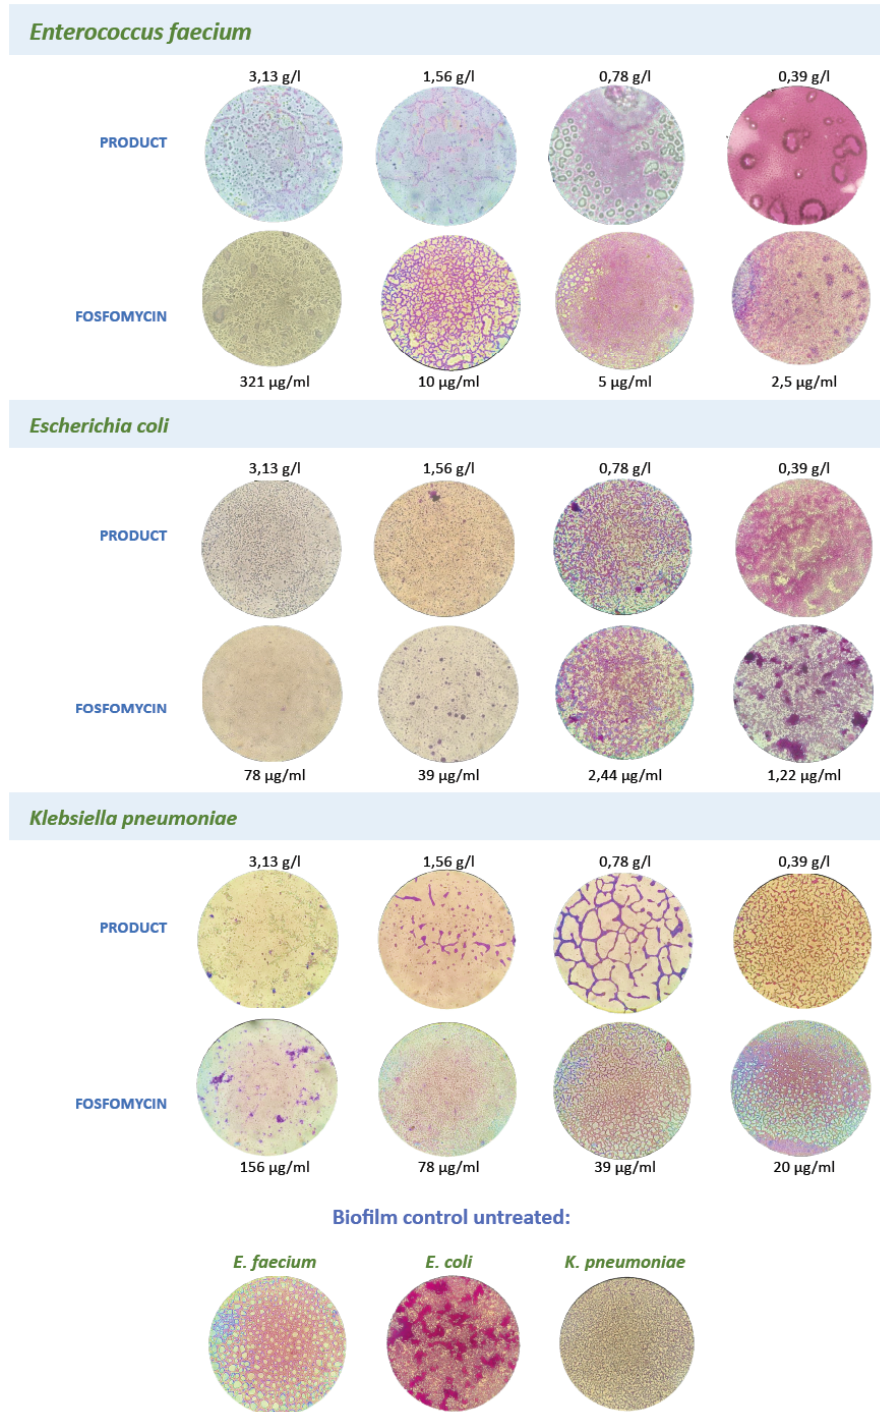 Enterococcus faecium
3,13 g/l 1,56 g/l 0,78 g/l 0,39 g/l
PRODUCT
FOSFOMYCIN
321 µg/ml 10 µg/ml 5 µg/ml 2,5 µg/ml
Escherichia coli
3,13 g/l 1,56 g/l 0,78 g/l 0,39 g/l
PRODUCT
FOSFOMYCIN
78 µg/ml 39 µg/ml 2,44 µg/ml 1,22 µg/ml
Klebsiella pneumoniae
3,13 g/l 1,56 g/l 0,78 g/l 0,39 g/l
PRODUCT
FOSFOMYCIN
156 µg/ml 78 µg/ml 39 µg/ml 20 µg/ml
Biofilm control untreated:
E. faecium E. coli K. pneumoniae